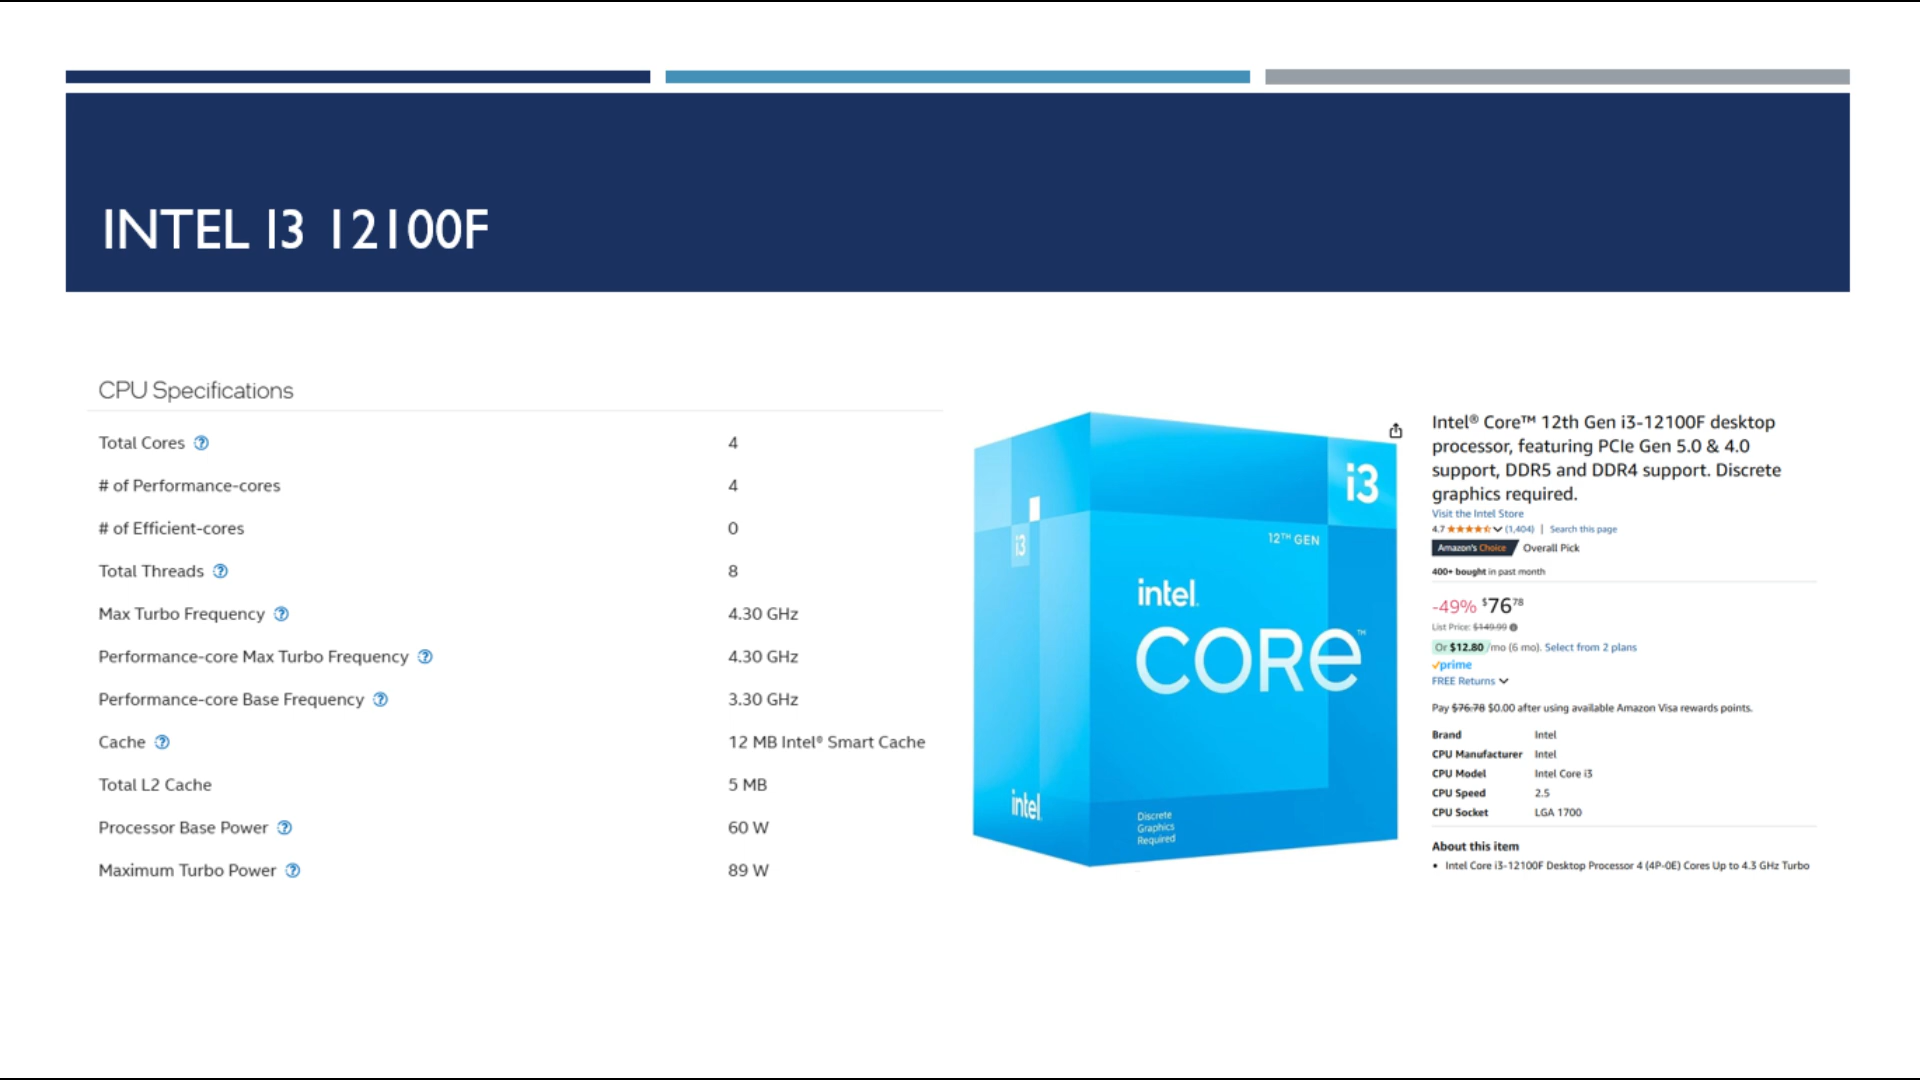 INTEL I3 12100F
CPU Specifications
Total Cores 4
# of Performance-cores 4
# of Efficient-cores 0
Total Threads 8
Max Turbo Frequency 4.30 GHz
Performance-core Max Turbo Frequency 4.30 GHz
Performance-core Base Frequency 3.30 GHz
Cache 12 MB Intel® Smart Cache
Total L2 Cache 5 MB
Processor Base Power 60 W
Maximum Turbo Power 89 W
i3
i3
12TH GEN
intel.
CORe™
intel.
Discrete
Graphics
Required
Intel® Core™ 12th Gen i3-12100F desktop
processor, featuring PCIe Gen 5.0 & 4.0
support, DDR5 and DDR4 support. Discrete
graphics required.
Visit the Intel Store
4.7 (1,404) | Search this page
Amazon's Choice Overall Pick
400+ bought in past month
-49% $76 78
List Price: $149.99
Or $12.80 /mo (6 mo). Select from 2 plans
prime
FREE Returns
Pay $76.78 $0.00 after using available Amazon Visa rewards points.
Brand Intel
CPU Manufacturer Intel
CPU Model Intel Core i3
CPU Speed 2.5
CPU Socket LGA 1700
About this item
• Intel Core i3-12100F Desktop Processor 4 (4P-0E) Cores Up to 4.3 GHz Turbo